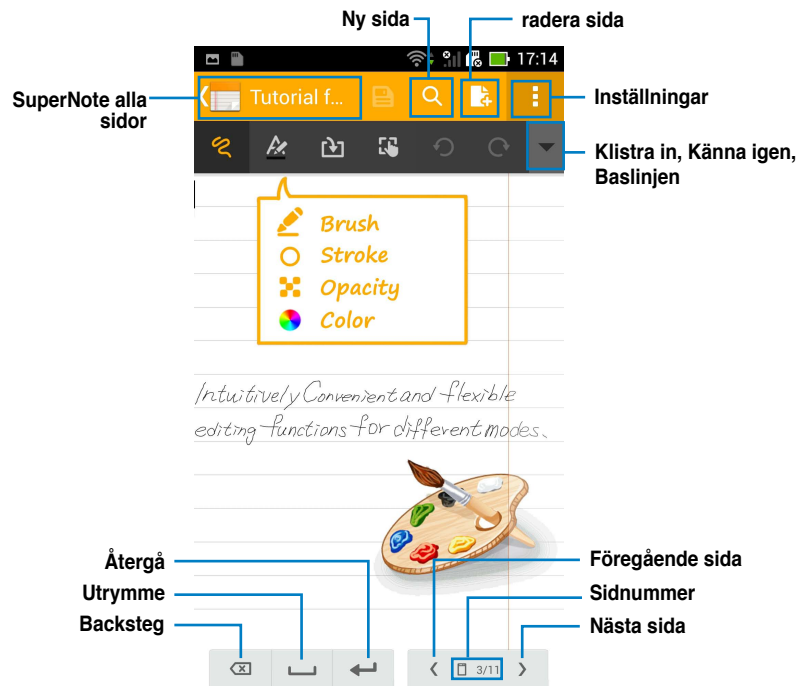 Ny sida
radera sida
17:14
SuperNote alla
sidor
Tutorial f...
Inställningar
Klistra in, Känna igen,
Baslinjen
Brush
Stroke
Opacity
Color
Intuitively Convenient and flexible
editing functions for different modes.
Återgå
Utrymme
Backsteg
Föregående sida
Sidnummer
Nästa sida
3/11